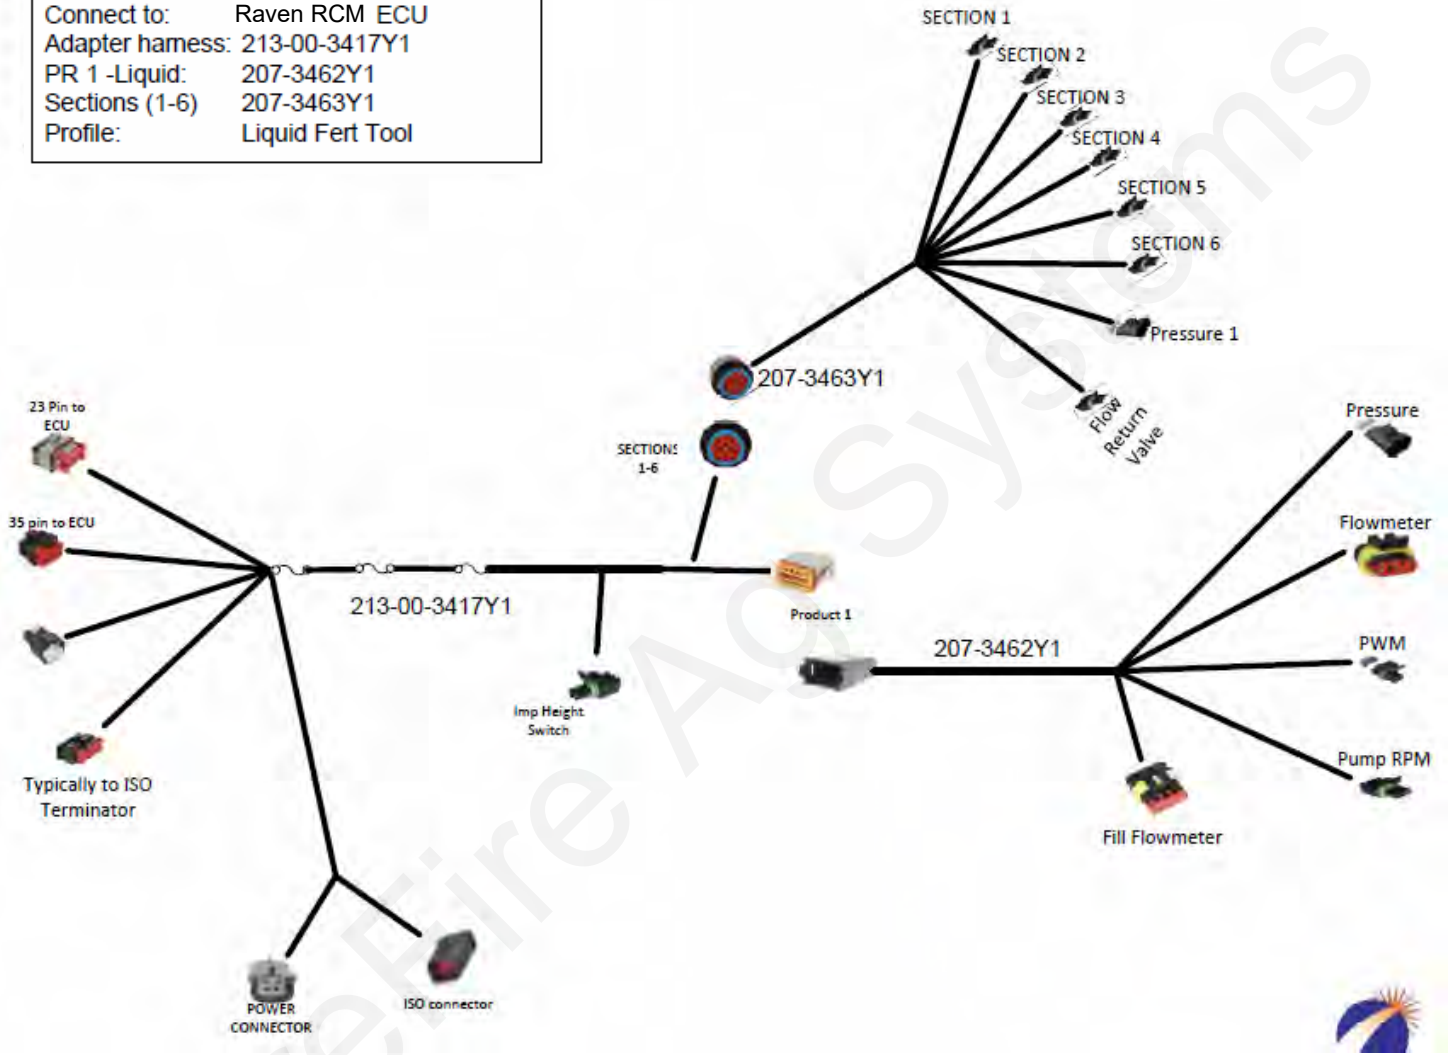 Connect to: Raven RCM ECU
Adapter harness: 213-00-3417Y1
PR 1 -Liquid: 207-3462Y1
Sections (1-6) 207-3463Y1
Profile: Liquid Fert Tool
SECTION 1
SECTION 2
SECTION 3
SECTION 4
SECTION 5
SECTION 6
Pressure 1
Flow
Return
Valve
207-3463Y1
SECTIONS
1-6
23 Pin to
ECU
35 pin to ECU
213-00-3417Y1
Typically to ISO
Terminator
Imp Height
Switch
Product 1
207-3462Y1
Pressure
Flowmeter
PWM
Pump RPM
Fill Flowmeter
POWER
CONNECTOR
ISO connector
eFire Ag Systems